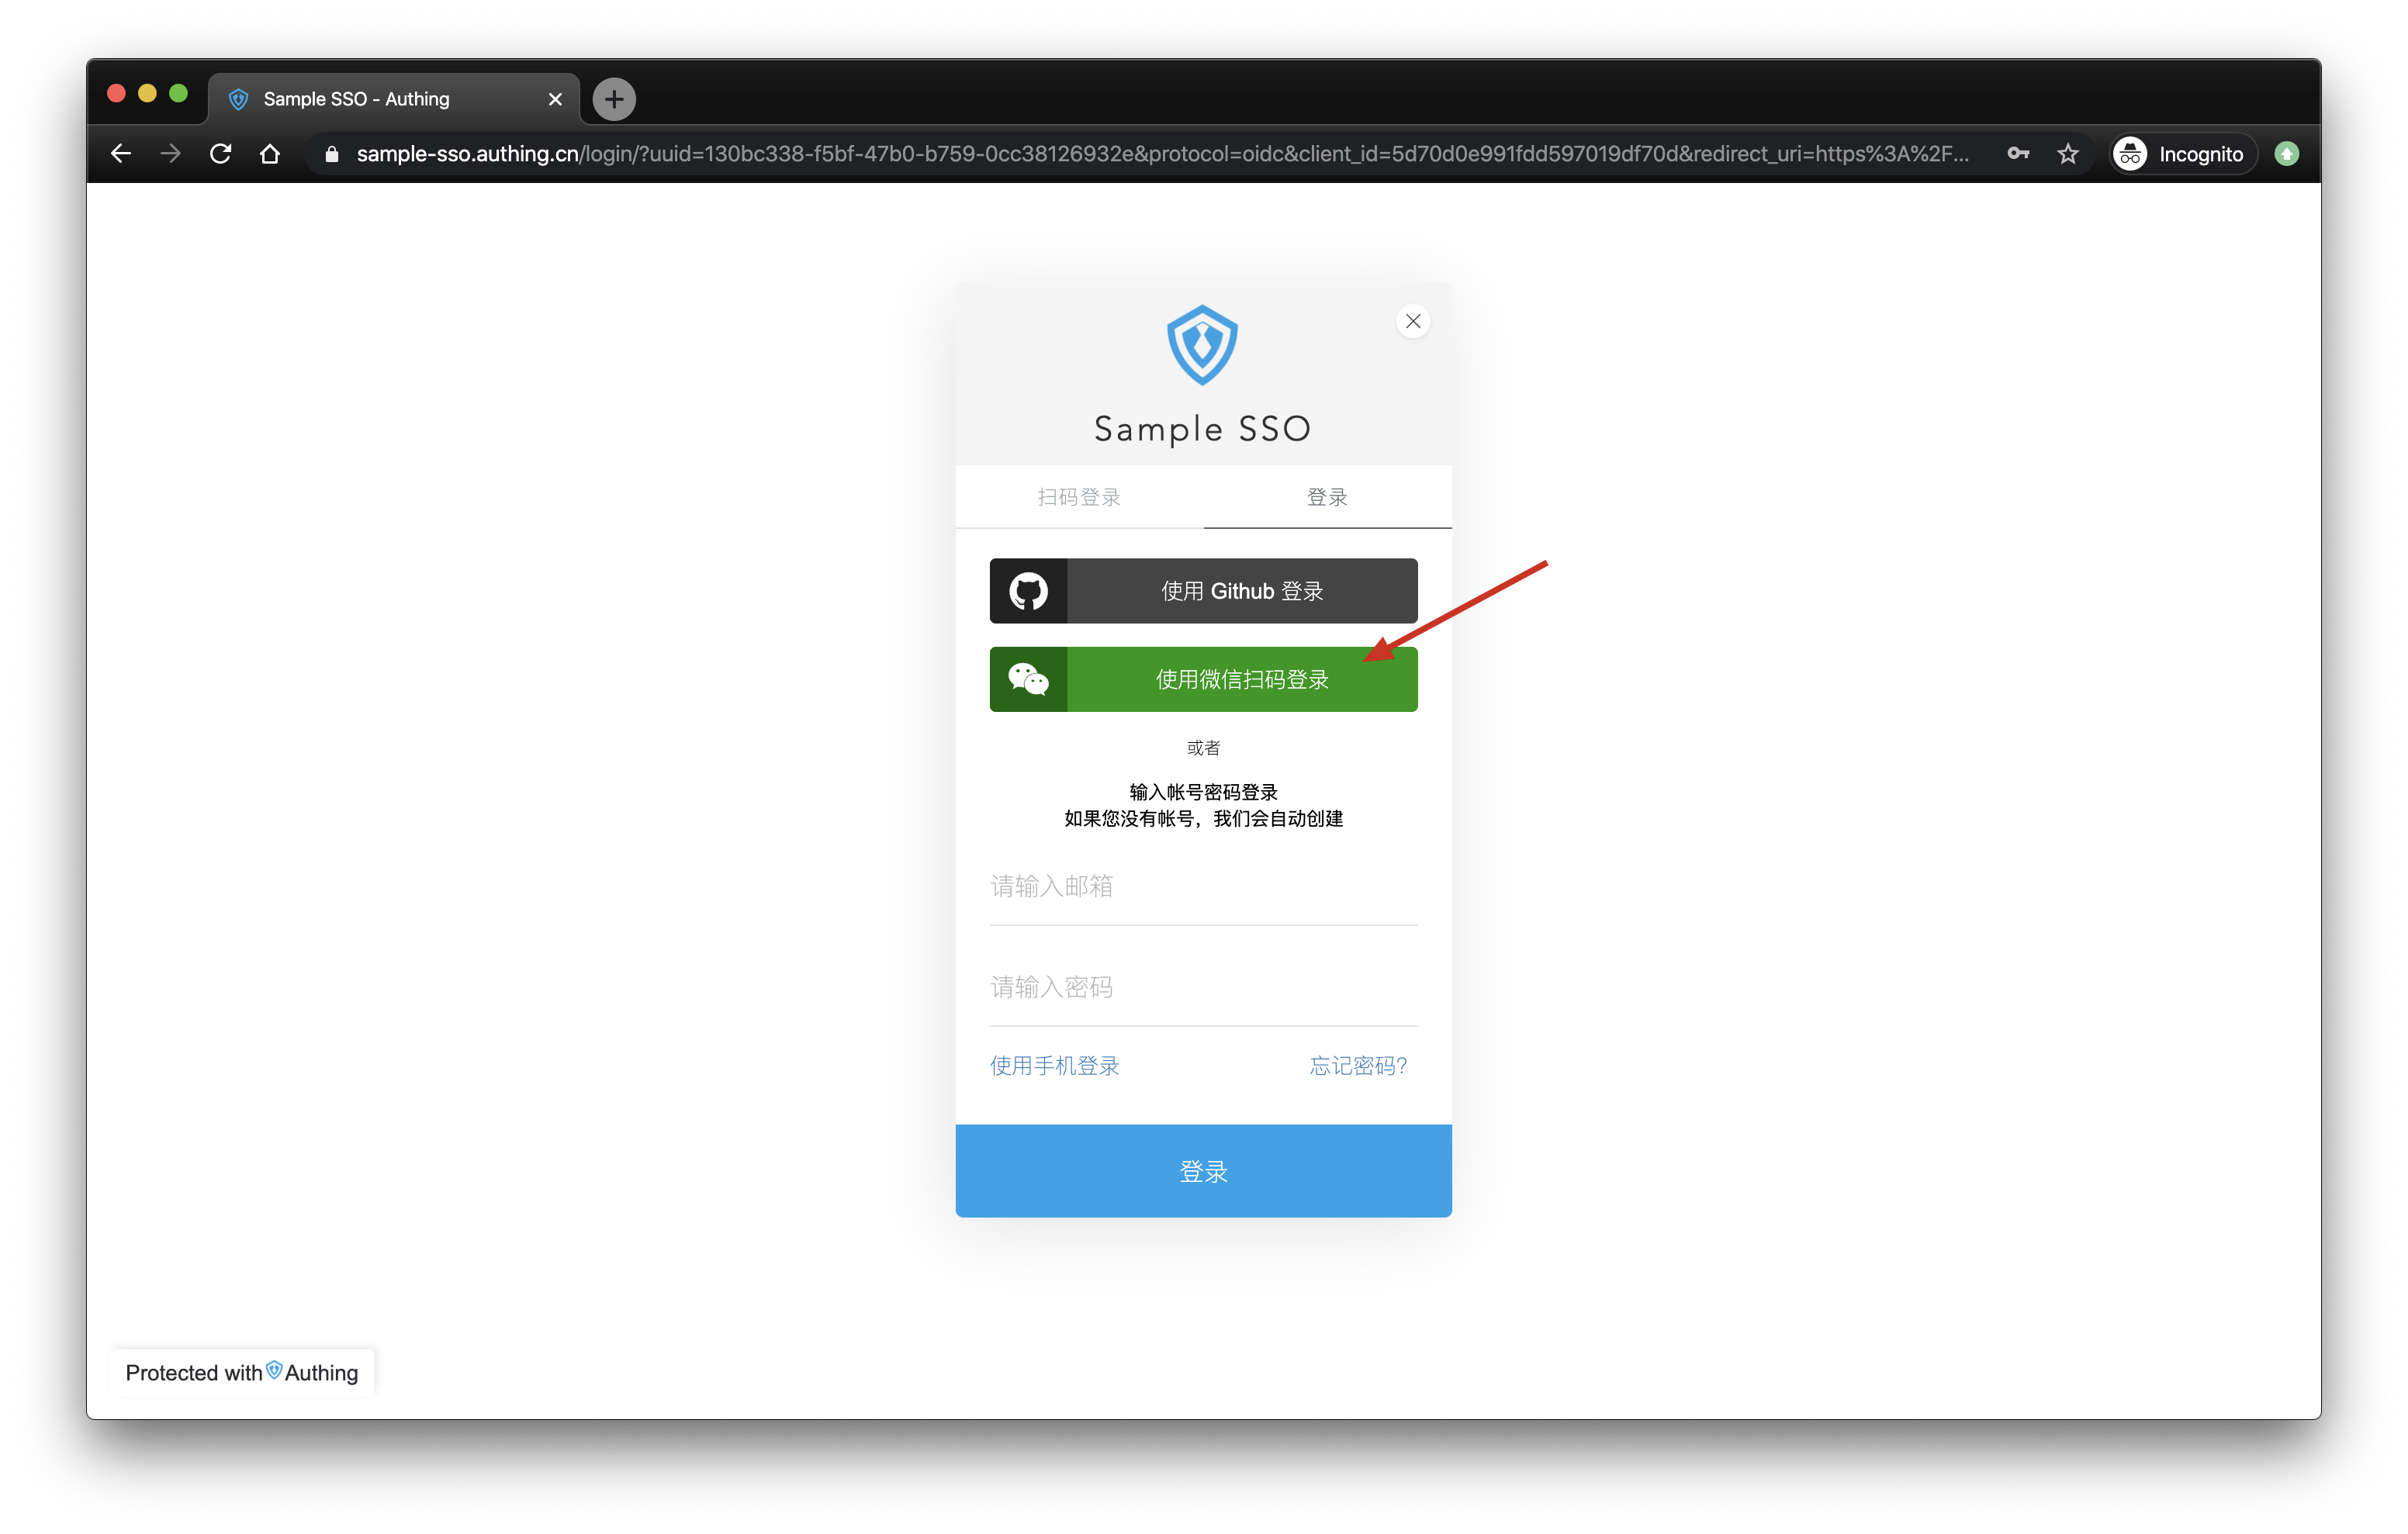 Sample SSO - Authing
sample-sso.authing.cn/login/?uuid=130bc338-f5bf-47b0-b759-0cc38126932e&protocol=oidc&client_id=5d70d0e991fdd597019df70d&redirect_uri=https%3A%2F...
Incognito
Sample SSO
扫码登录
登录
使用 Github 登录
使用微信扫码登录
或者
输入帐号密码登录
如果您没有帐号，我们会自动创建
请输入邮箱
请输入密码
使用手机登录
忘记密码?
登录
Protected with Authing